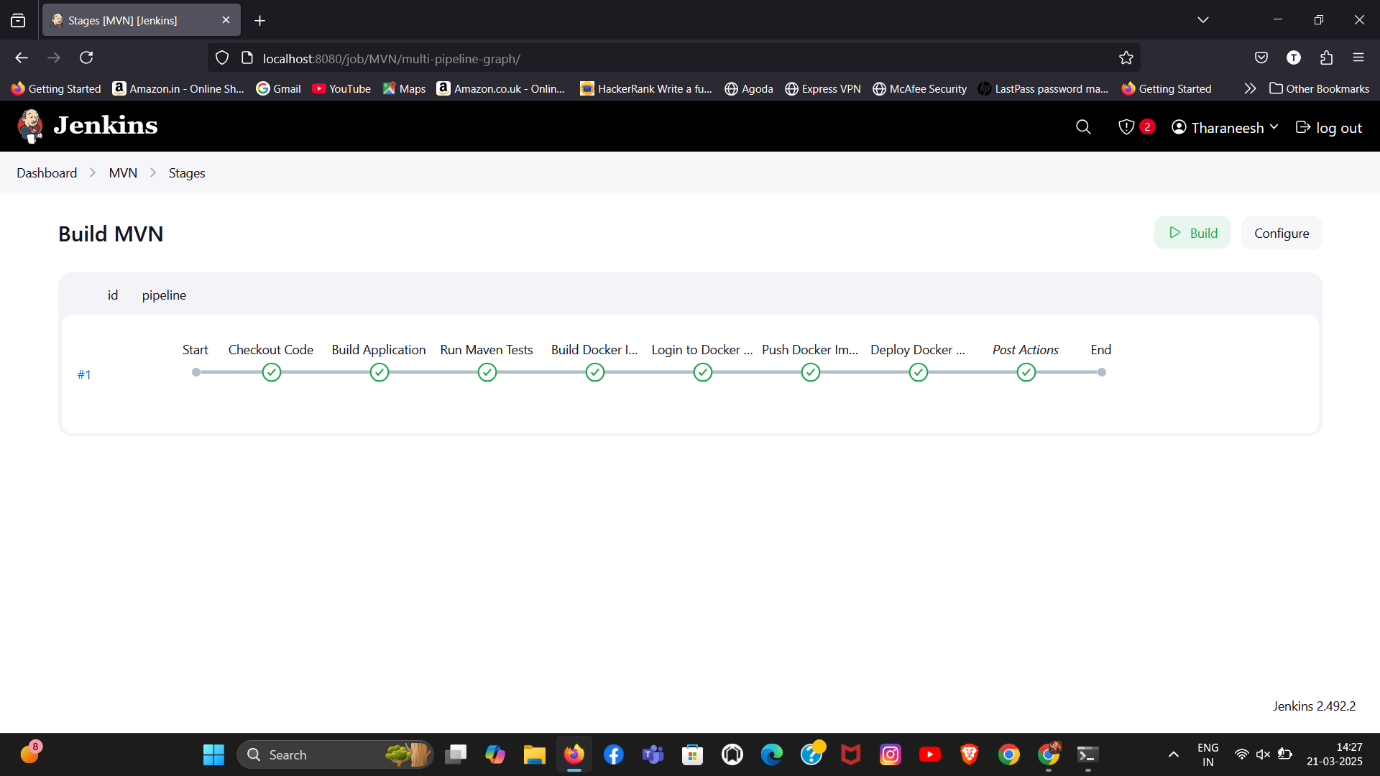 Stages [MVN] [Jenkins]
localhost:8080/job/MVN/multi-pipeline-graph/
T
Getting Started
Amazon.in - Online Sh...
Gmail
YouTube
Maps
Amazon.co.uk - Onlin...
HackerRank Write a fu...
Agoda
Express VPN
McAfee Security
LastPass password ma...
Getting Started
Other Bookmarks
Jenkins
2
Tharaneesh
log out
Dashboard
MVN
Stages
Build MVN
Build
Configure
id
pipeline
Start
Checkout Code
Build Application
Run Maven Tests
Build Docker I...
Login to Docker ...
Push Docker Im...
Deploy Docker ...
Post Actions
End
#1
Jenkins 2.492.2
8
Search
ENG
IN
14:27
21-03-2025